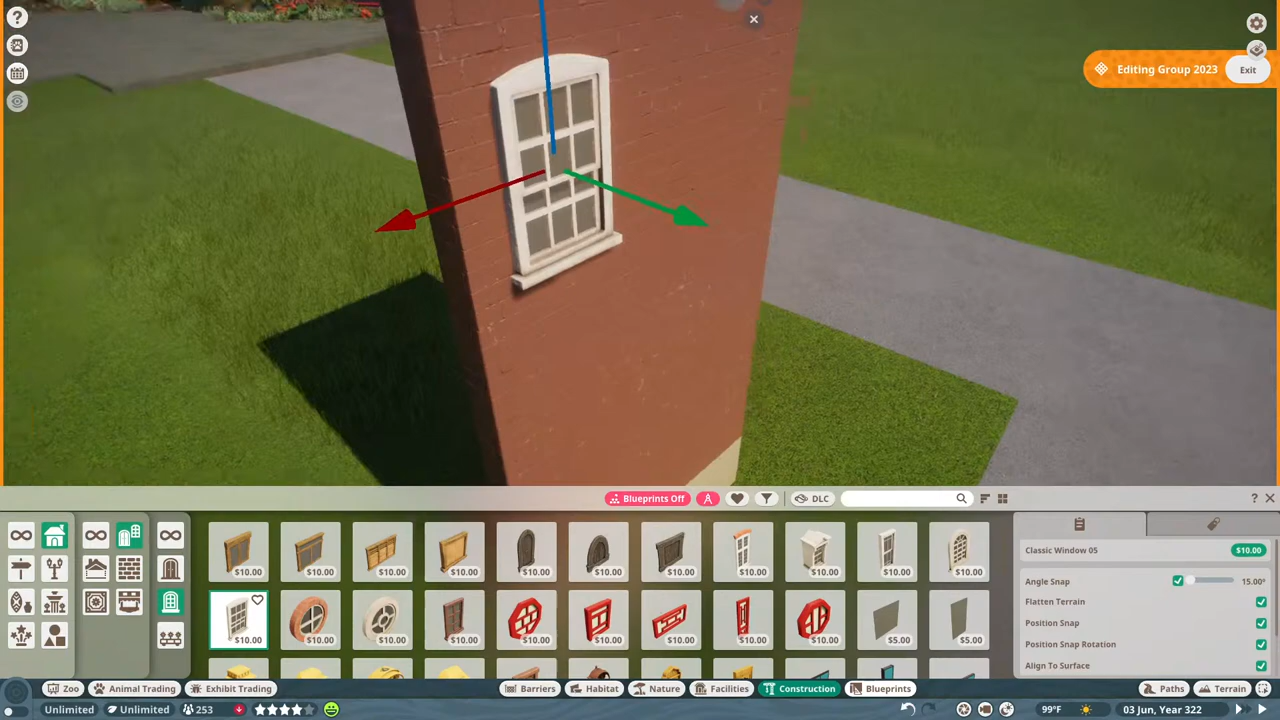 Editing Group 2023
Exit
Blueprints Off
DLC
$10.00 $10.00 $10.00 $10.00 $10.00 $10.00 $10.00 $10.00 $10.00 $10.00 $10.00
$10.00 $10.00 $10.00 $10.00 $10.00 $10.00 $10.00 $10.00 $10.00 $5.00 $5.00
Classic Window 05 $10.00
Angle Snap 15.00°
Flatten Terrain
Position Snap
Position Snap Rotation
Align To Surface
Zoo Animal Trading Exhibit Trading Barriers Habitat Nature Facilities Construction Blueprints Paths Terrain
Unlimited Unlimited 253 99°F 03 Jun, Year 322